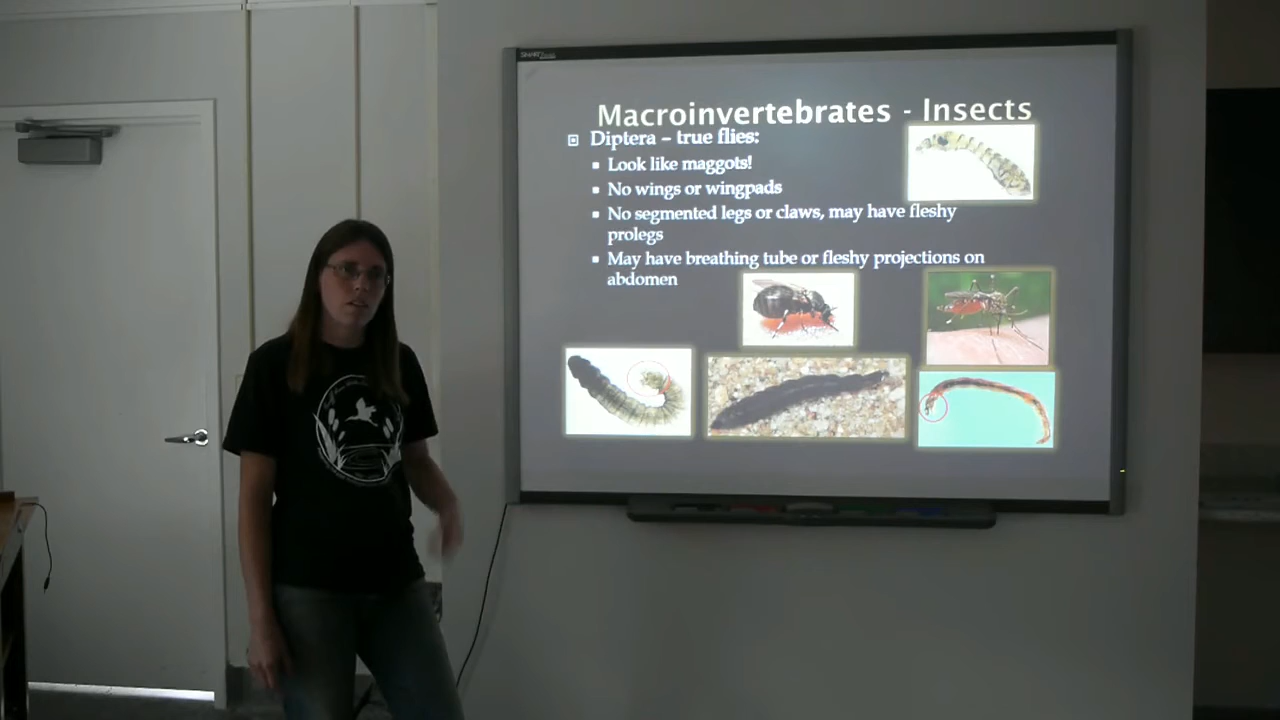 Macroinvertebrates - Insects
Diptera – true flies:
Look like maggots!
No wings or wingpads
No segmented legs or claws, may have fleshy
prolegs
May have breathing tube or fleshy projections on
abdomen